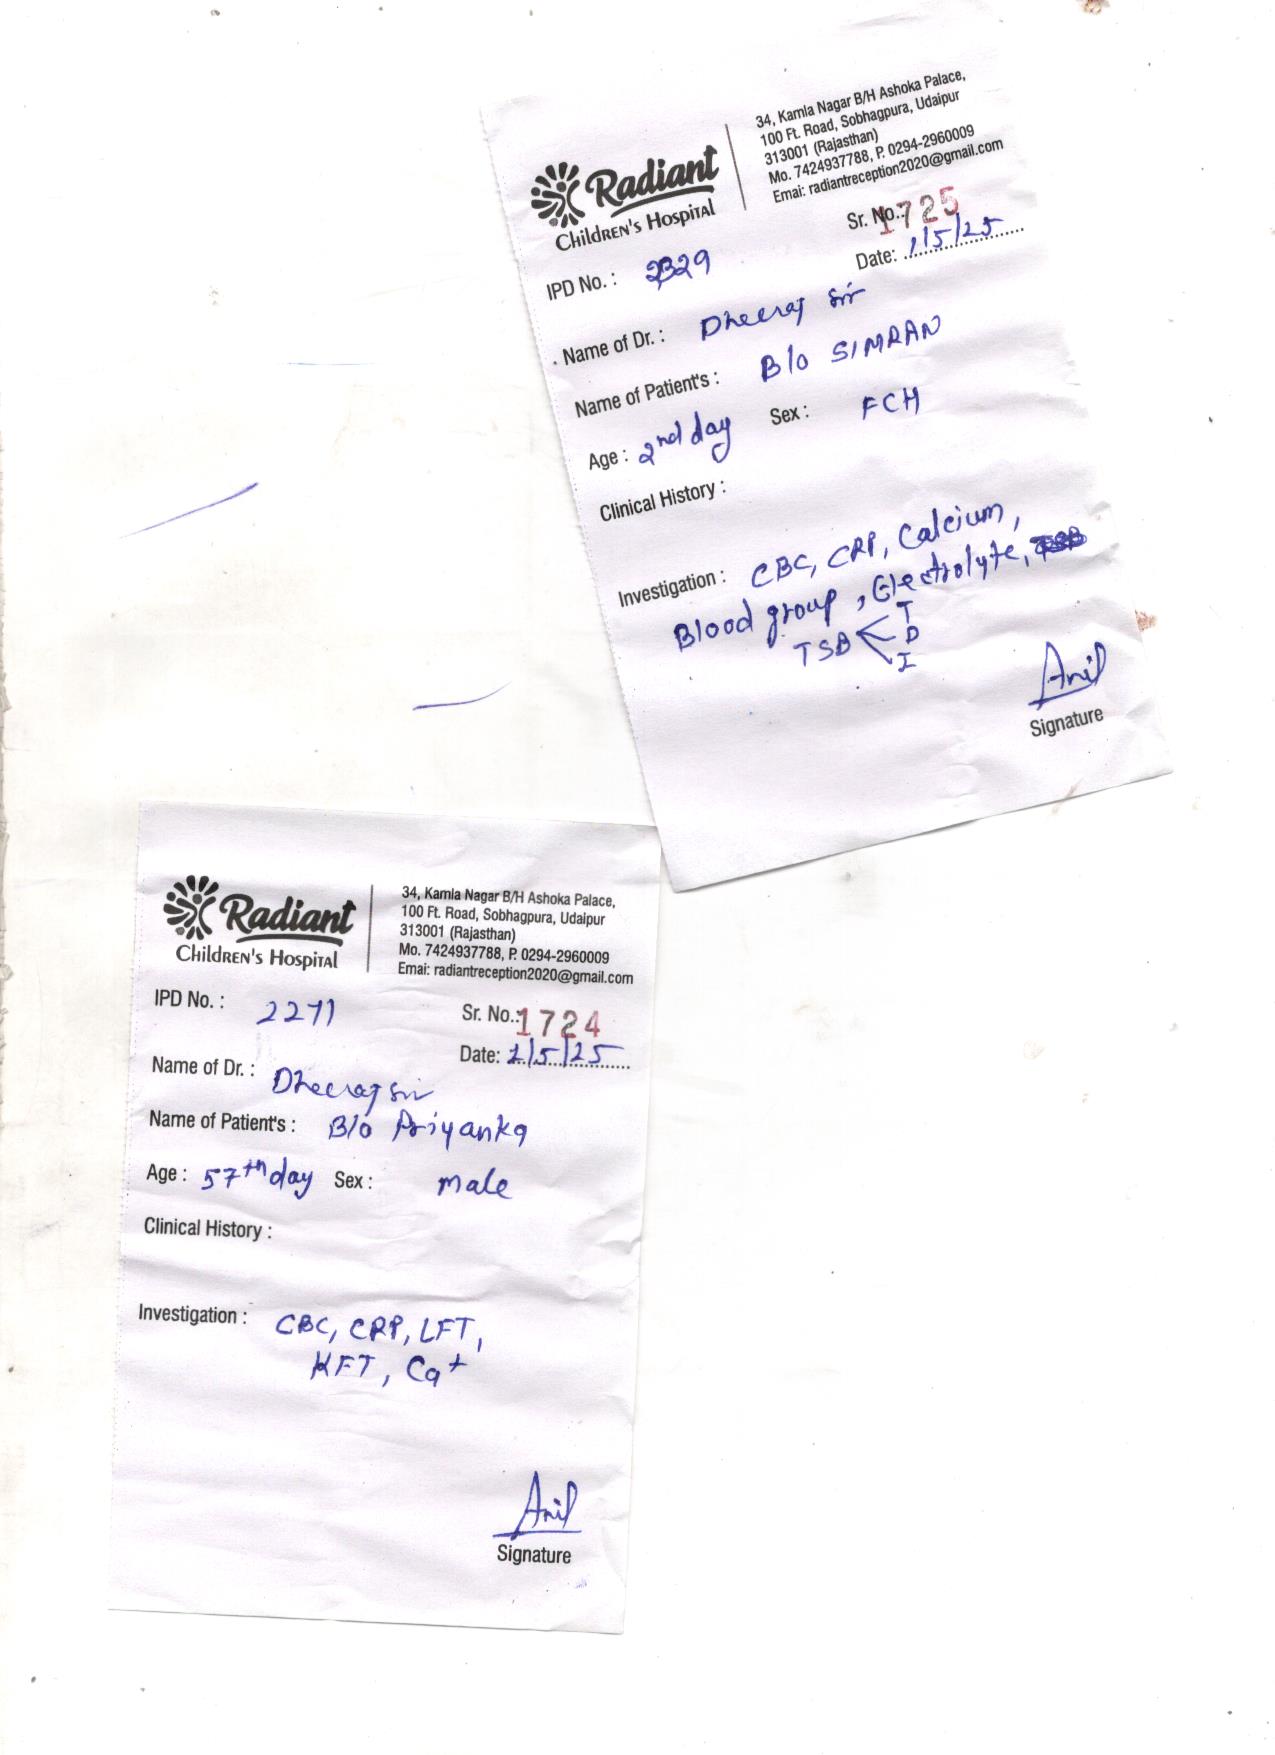 Radiant
Children's Hospital
34, Kamla Nagar B/H Ashoka Palace,
100 Ft. Road, Sobhagpura, Udaipur
313001 (Rajasthan)
Mo. 7424937788, P. 0294-2960009
Emai: radiantreception2020@gmail.com
Sr. No.: 1725
IPD No. : 2329
Date: 1/5/25
Name of Dr. : Dheeraj Sir
Name of Patient's : B/o SIMRAN
Age : 2nd day Sex : FCH
Clinical History :
Investigation : CBC, CRP, Calcium,
Blood group, Electrolyte,
TSB T
D
I
Anil
Signature
Radiant
Children's Hospital
34, Kamla Nagar B/H Ashoka Palace,
100 Ft. Road, Sobhagpura, Udaipur
313001 (Rajasthan)
Mo. 7424937788, P. 0294-2960009
Emai: radiantreception2020@gmail.com
IPD No. : 2271 Sr. No.: 1724
Date: 1/5/25
Name of Dr. : Dheeraj Sir
Name of Patient's : B/o Priyanka
Age : 57th day Sex : male
Clinical History :
Investigation : CBC, CRP, LFT,
KFT, Ca+
Anil
Signature